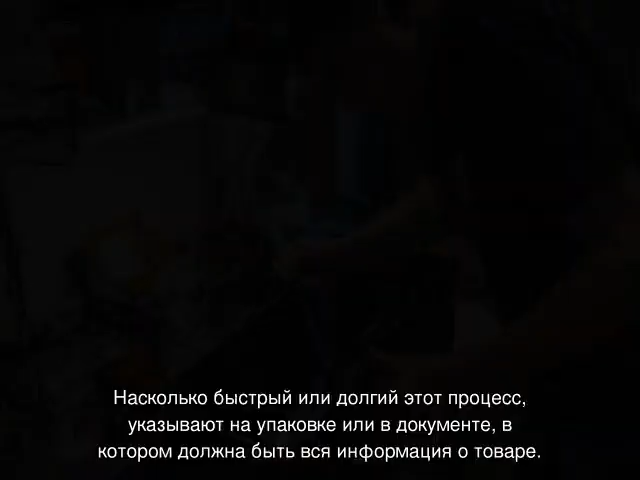 Насколько быстрый или долгий этот процесс,
указывают на упаковке или в документе, в
котором должна быть вся информация о товаре.